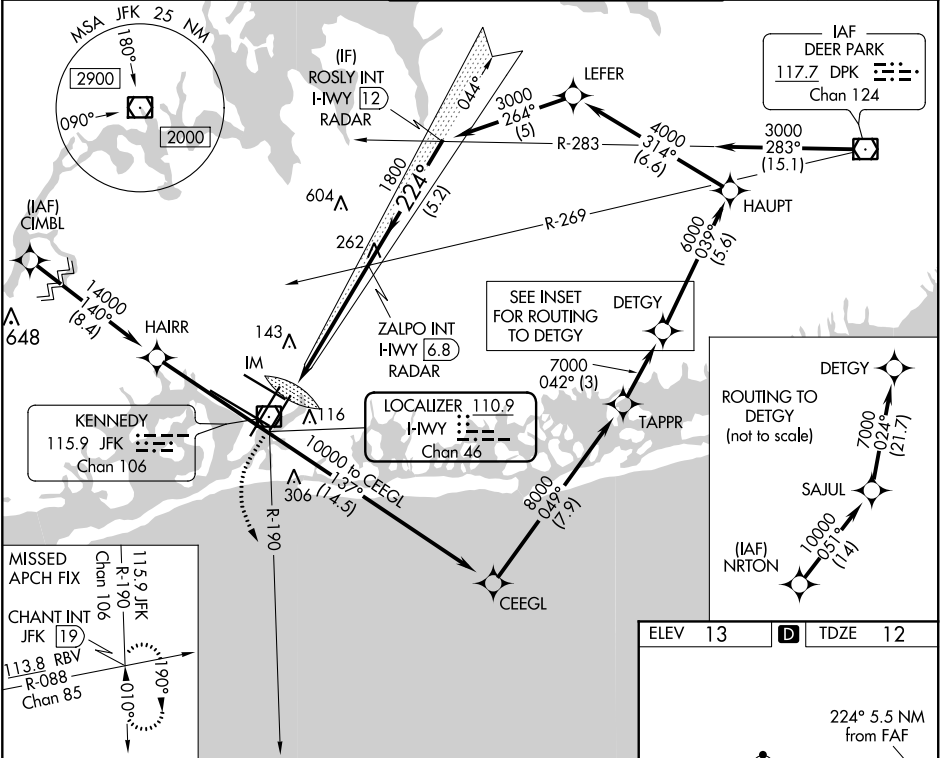 MSA JFK 25 NM
180°
2900
090°
2000
(IF)
ROSLY INT
I-WY 12
RADAR
044°
LEFER
3000
264°
(5)
IAF
DEER PARK
117.7 DPK
Chan 124
4000
314°
(6.6)
R-283
3000
283°
(15.1)
HAUPT
1800
224°
(5.2)
604
262
R-269
(IAF)
CIMBL
6000
039°
(5.6)
14000
140°
(8.4)
648
HAIRR
SEE INSET
FOR ROUTING
TO DETGY
DETGY
143
ZALPO INT
I-IWY 6.8
RADAR
IM
7000
042° (3)
TAPPR
KENNEDY
115.9 JFK
Chan 106
116
LOCALIZER 110.9
I-IWY
Chan 46
10000 to CEEGL
137°
(14.5)
306
R-190
8000
049°
(7.9)
CEEGL
ROUTING TO
DETGY
(not to scale)
DETGY
7000
024°
(21.7)
SAJUL
10000
051°
(14)
(IAF)
NRTON
MISSED
APCH FIX
115.9 JFK
R-190
Chan 106
CHANT INT
JFK 19
113.8 RBV
R-088
Chan 85
190°
010°
ELEV 13
D
TDZE 12
224° 5.5 NM
from FAF